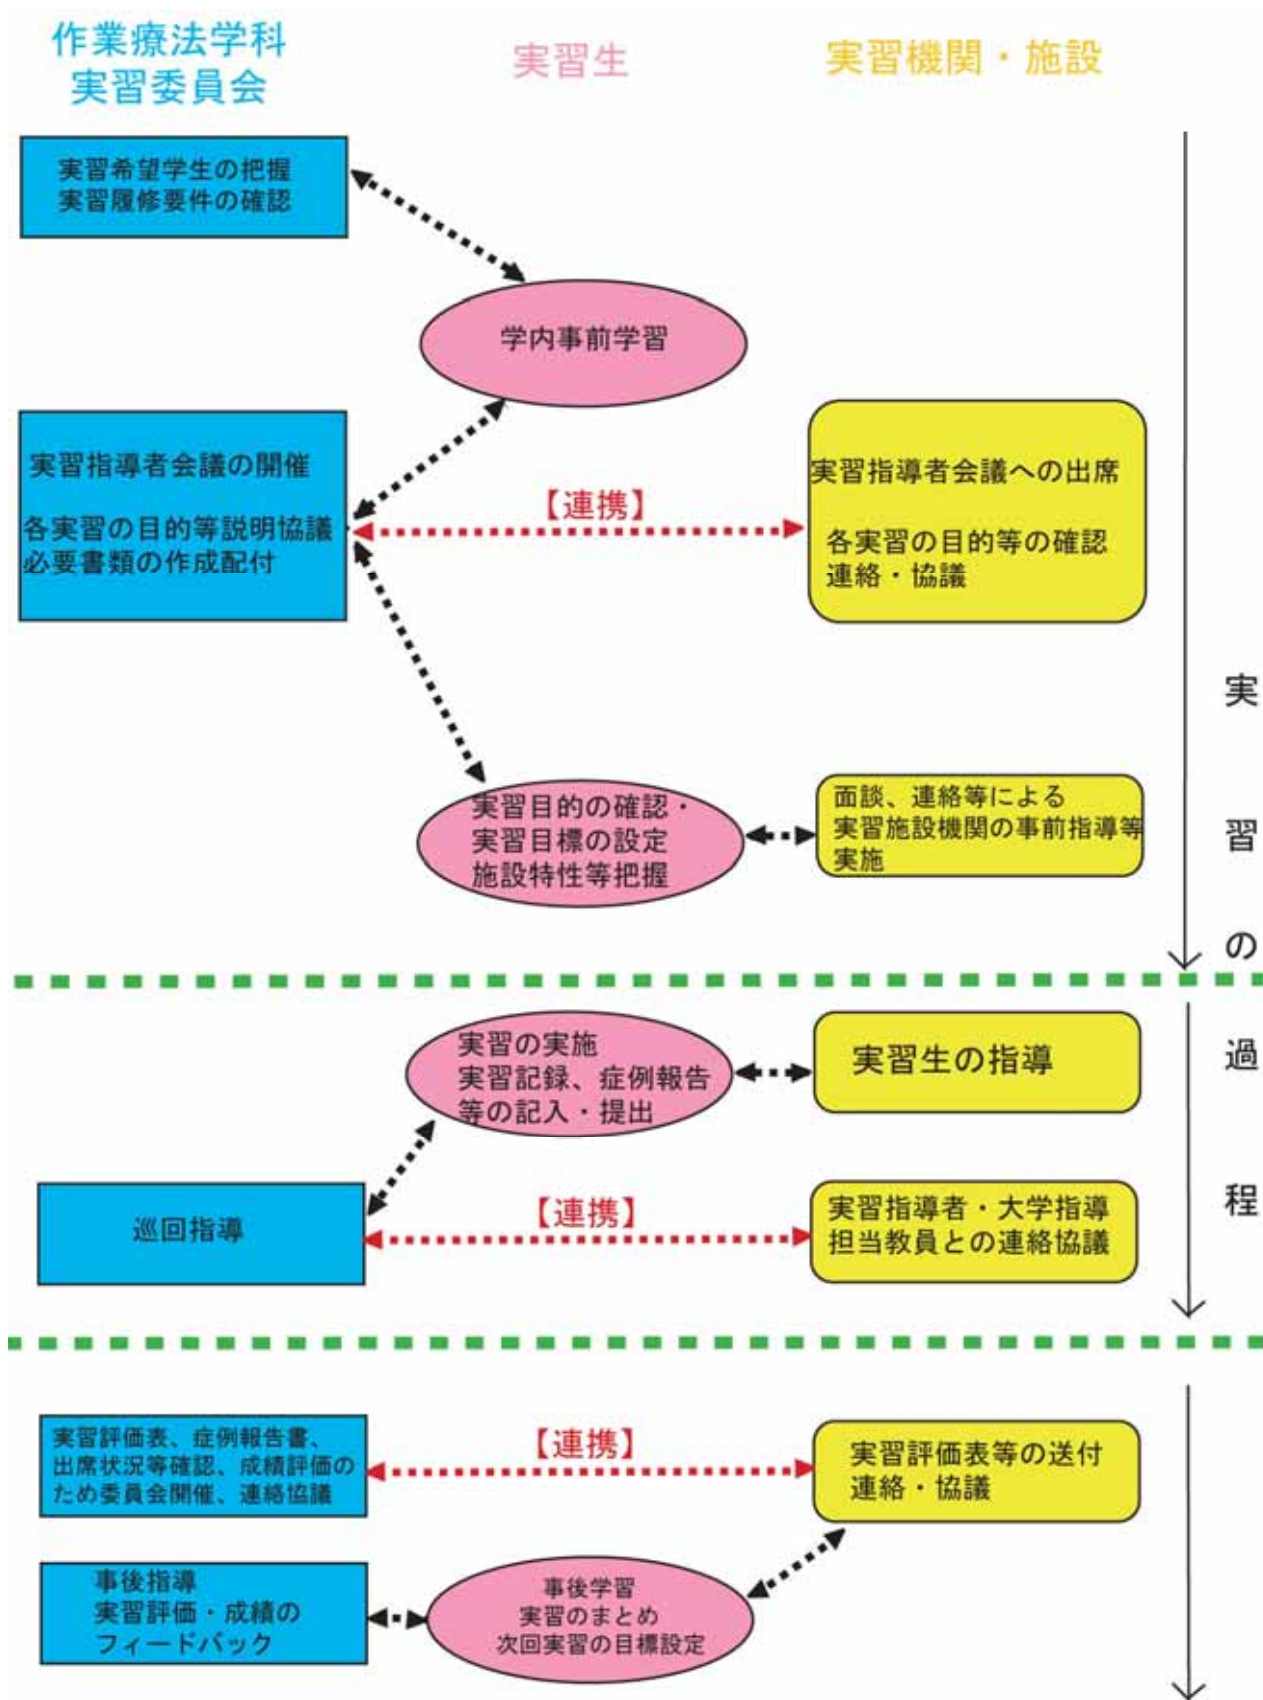 作業療法学科
実習委員会
実習生
実習機関・施設
実習希望学生の把握
実習履修要件の確認
学内事前学習
実習指導者会議の開催
各実習の目的等説明協議
必要書類の作成配付
【連携】
実習指導者会議への出席
各実習の目的等の確認
連絡・協議
実習目的の確認・
実習目標の設定
施設特性等把握
面談、連絡等による
実習施設機関の事前指導等
実施
実習の過程
実習の実施
実習記録、症例報告
等の記入・提出
実習生の指導
巡回指導
【連携】
実習指導者・大学指導
担当教員との連絡協議
実習評価表、症例報告書、
出席状況等確認、成績評価の
ため委員会開催、連絡協議
【連携】
実習評価表等の送付
連絡・協議
事後指導
実習評価・成績の
フィードバック
事後学習
実習のまとめ
次回実習の目標設定